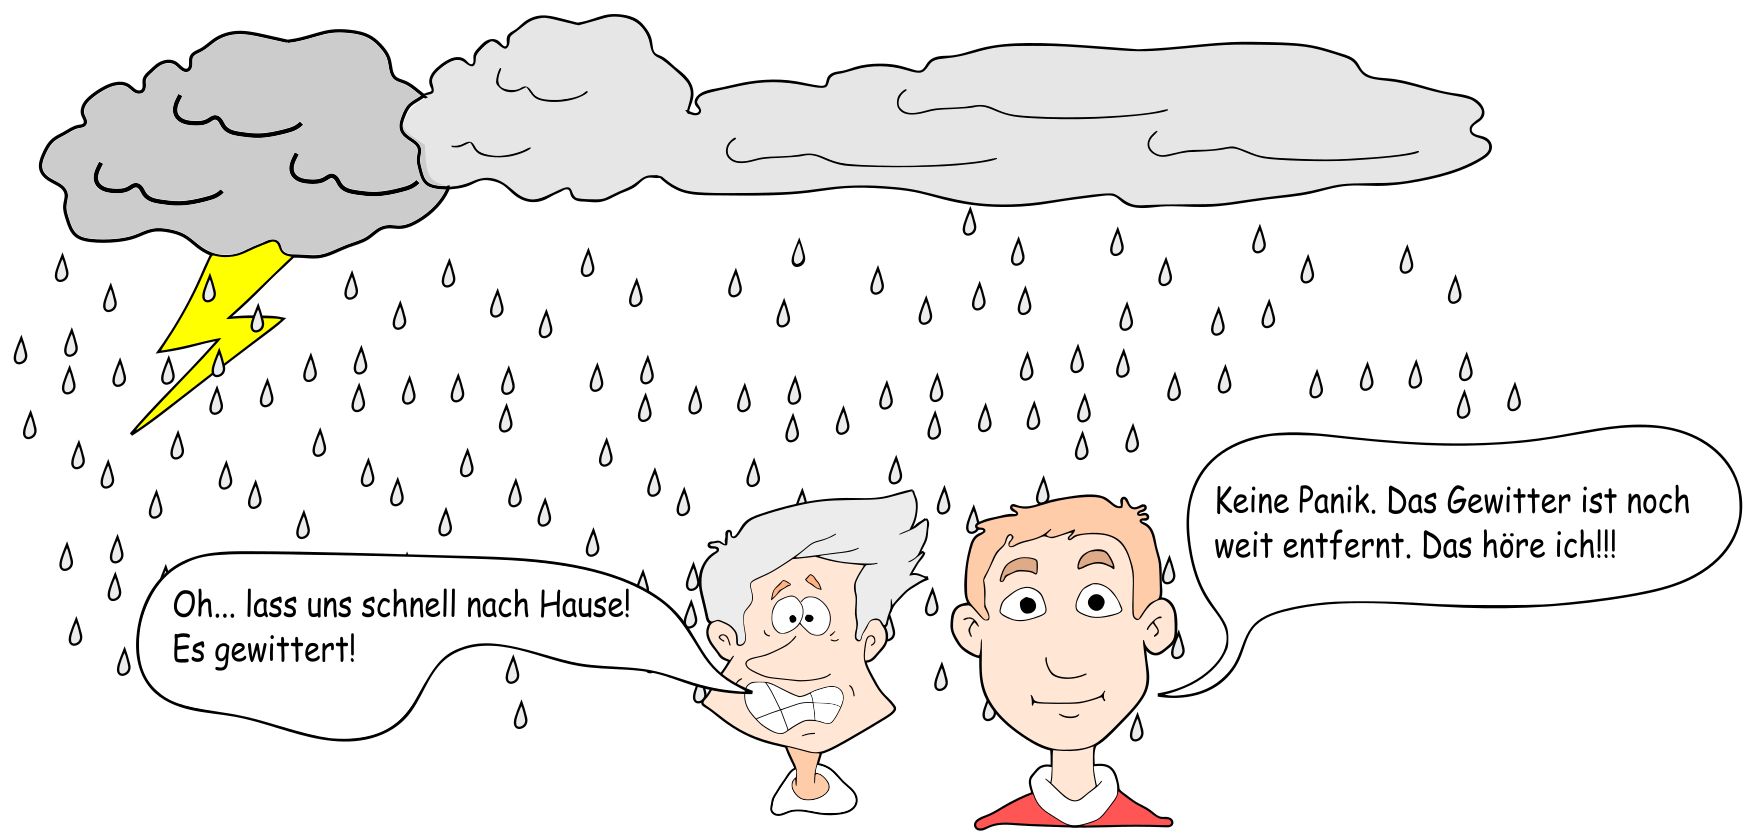 Oh... lass uns schnell nach Hause!
Es gewittert!
Keine Panik. Das Gewitter ist noch
weit entfernt. Das höre ich!!!